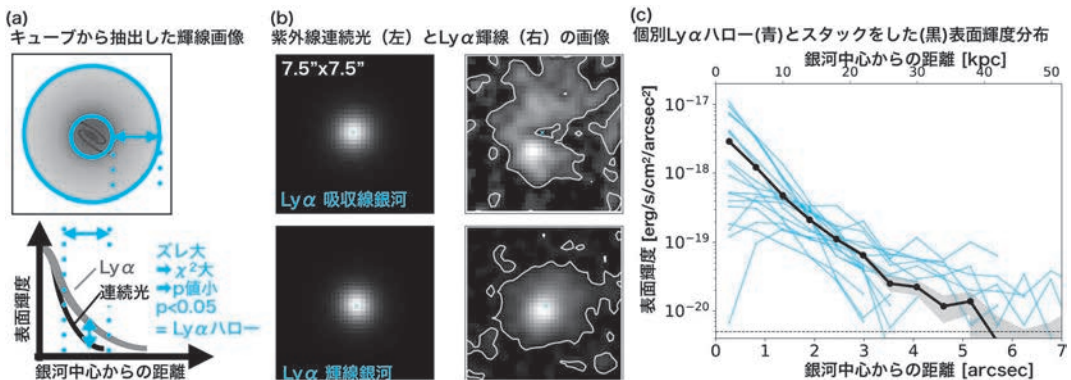 (a)
キューブから抽出した輝線画像
表面輝度
Lyα
連続光
ズレ大
➡χ²大
➡p値小
p<0.05
= Lyαハロー
銀河中心からの距離
(b)
紫外線連続光（左）とLyα輝線（右）の画像
7.5”x7.5”
Lyα 吸収線銀河
Lyα 輝線銀河
(c)
個別Lyαハロー(青)とスタックをした(黒)表面輝度分布
銀河中心からの距離 [kpc]
0 10 20 30 40 50
表面輝度 [erg/s/cm²/arcsec²]
10⁻¹⁷
10⁻¹⁸
10⁻¹⁹
10⁻²⁰
0 1 2 3 4 5 6 7
銀河中心からの距離 [arcsec]